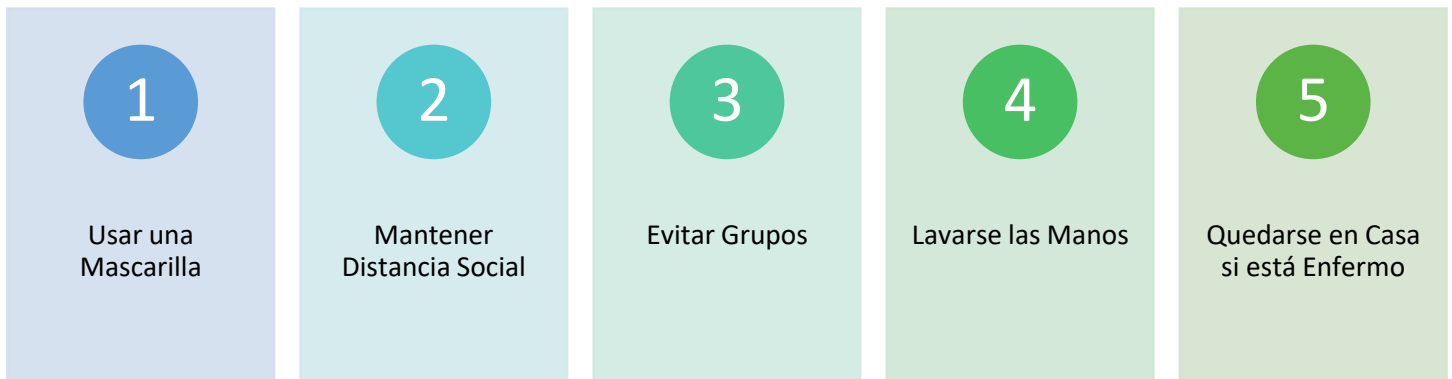 1
Usar una
Mascarilla
2
Mantener
Distancia Social
3
Evitar Grupos
4
Lavarse las Manos
5
Quedarse en Casa
si está Enfermo